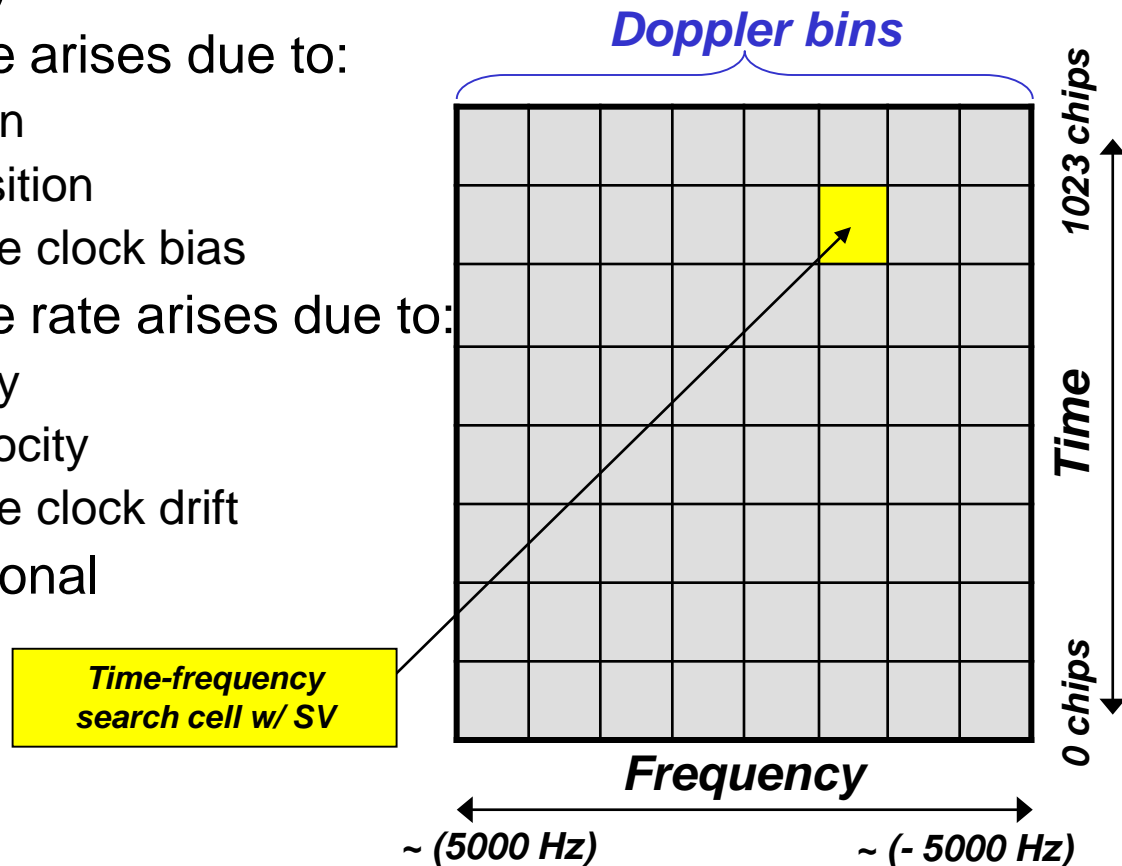 arises due to:
sition
clock bias
rate arises due to:
ocity
clock drift
Time-frequency
search cell w/ SV
Doppler bins
1023 chips
Time
0 chips
Frequency
~ (5000 Hz)
~ (- 5000 Hz)